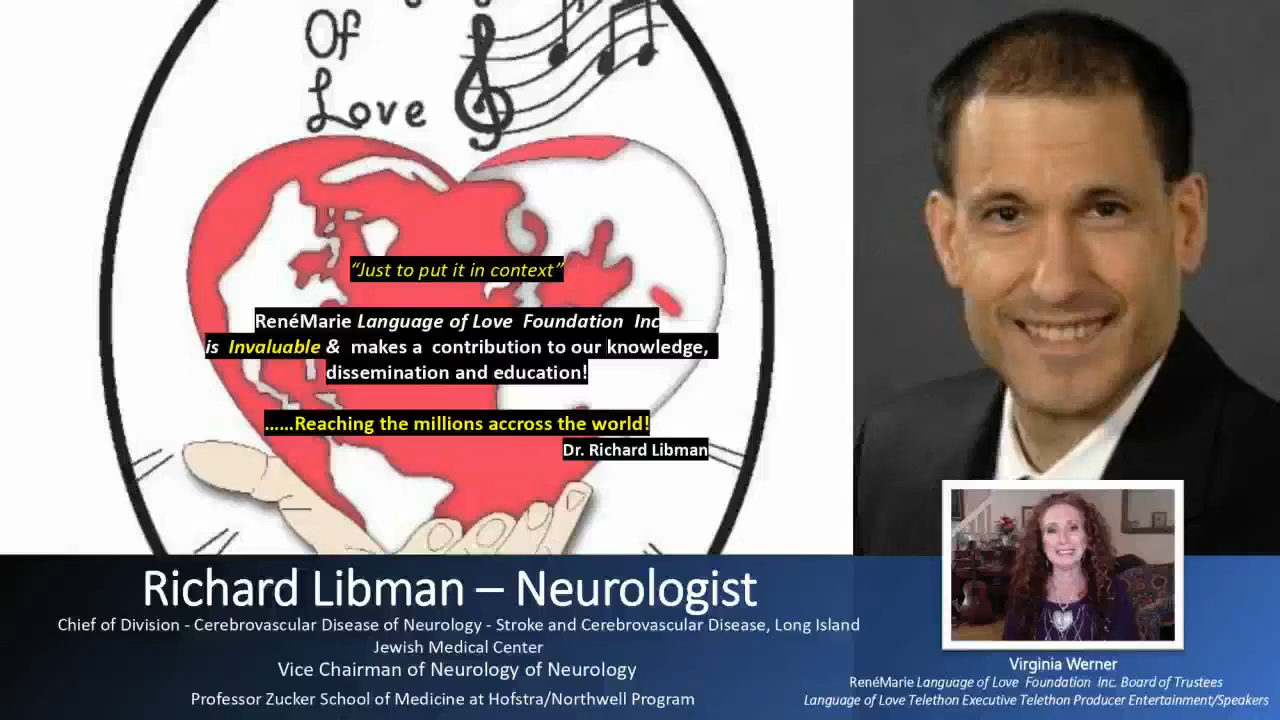 Of
Love
“Just to put it in context”
RenéMarie Language of Love Foundation Inc
is Invaluable & makes a contribution to our knowledge,
dissemination and education!
......Reaching the millions accross the world!
Dr. Richard Libman
Richard Libman – Neurologist
Chief of Division - Cerebrovascular Disease of Neurology - Stroke and Cerebrovascular Disease, Long Island
Jewish Medical Center
Vice Chairman of Neurology of Neurology
Professor Zucker School of Medicine at Hofstra/Northwell Program
Virginia Werner
RenéMarie Language of Love Foundation Inc. Board of Trustees
Language of Love Telethon Executive Telethon Producer Entertainment/Speakers